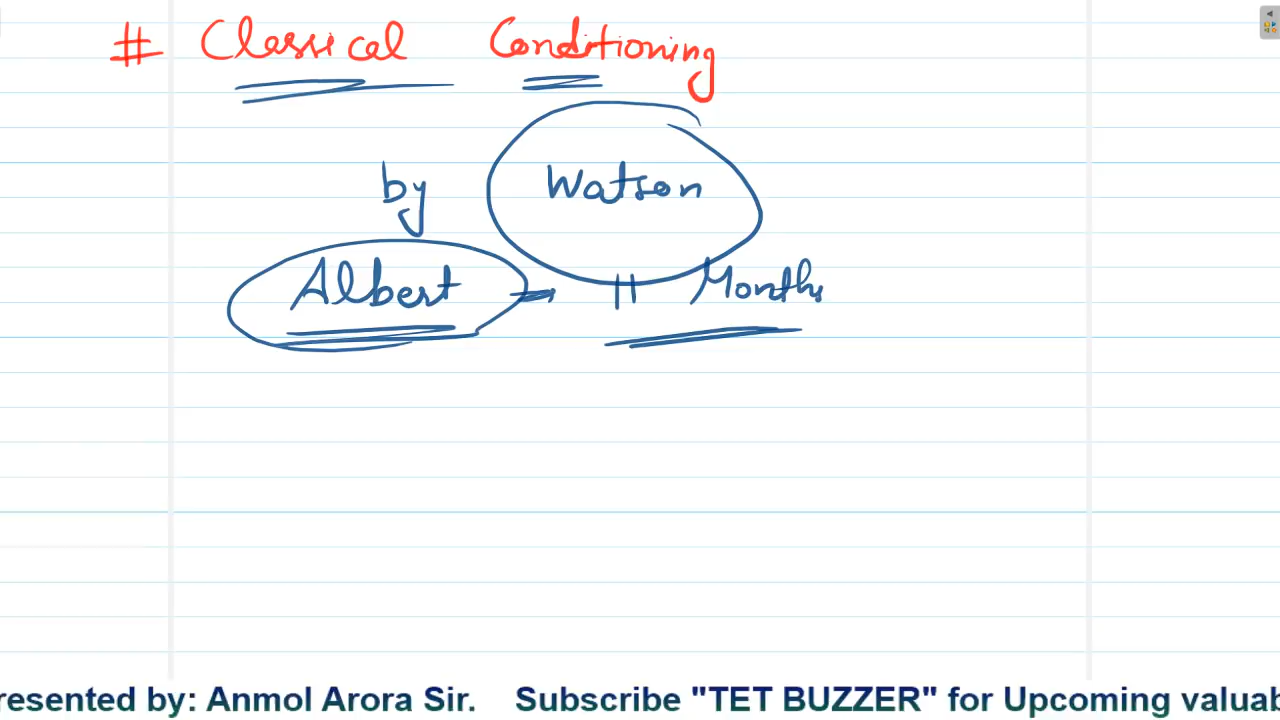 # Classical Conditioning
by Watson
Albert → 11 Months
resented by: Anmol Arora Sir. Subscribe "TET BUZZER" for Upcoming valuab